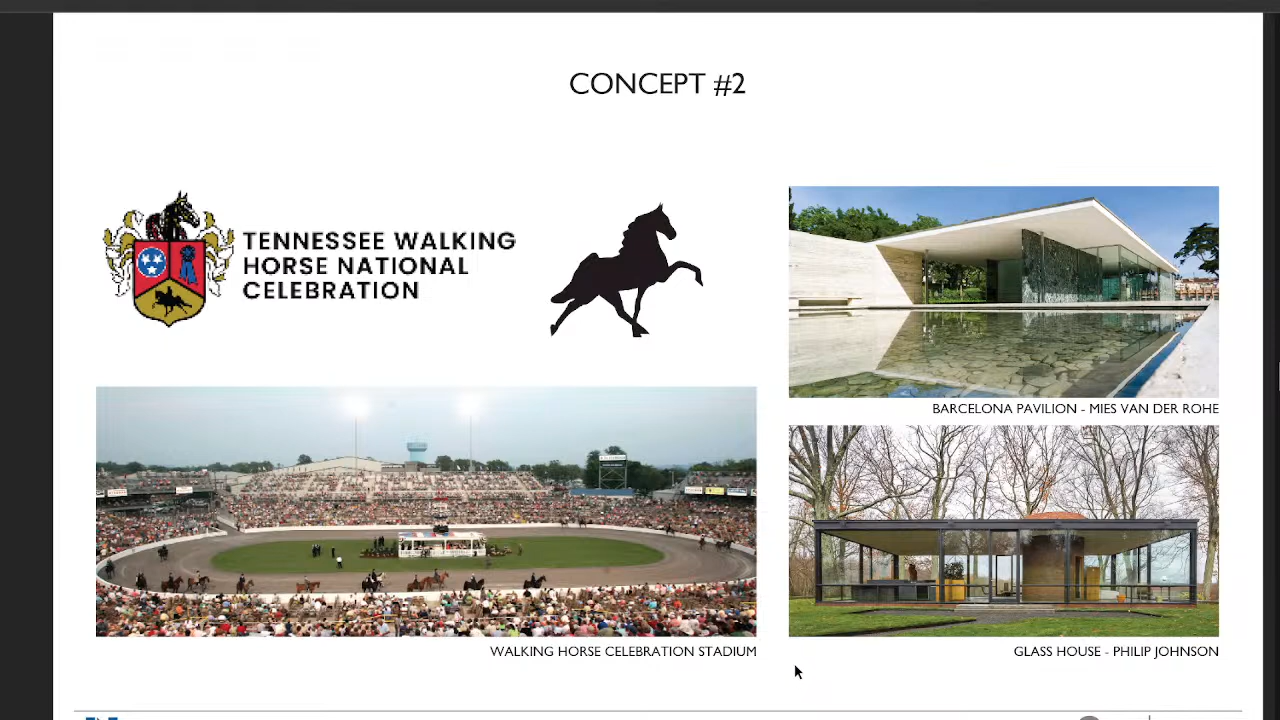 CONCEPT #2
TENNESSEE WALKING
HORSE NATIONAL
CELEBRATION
BARCELONA PAVILION - MIES VAN DER ROHE
WALKING HORSE CELEBRATION STADIUM
GLASS HOUSE - PHILIP JOHNSON